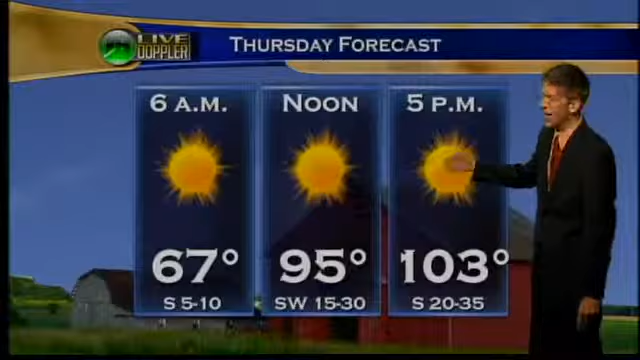 LIVE
DOPPLER
THURSDAY FORECAST
6 A.M.
NOON
5 P.M.
67°
95°
103°
S 5-10
SW 15-30
S 20-35